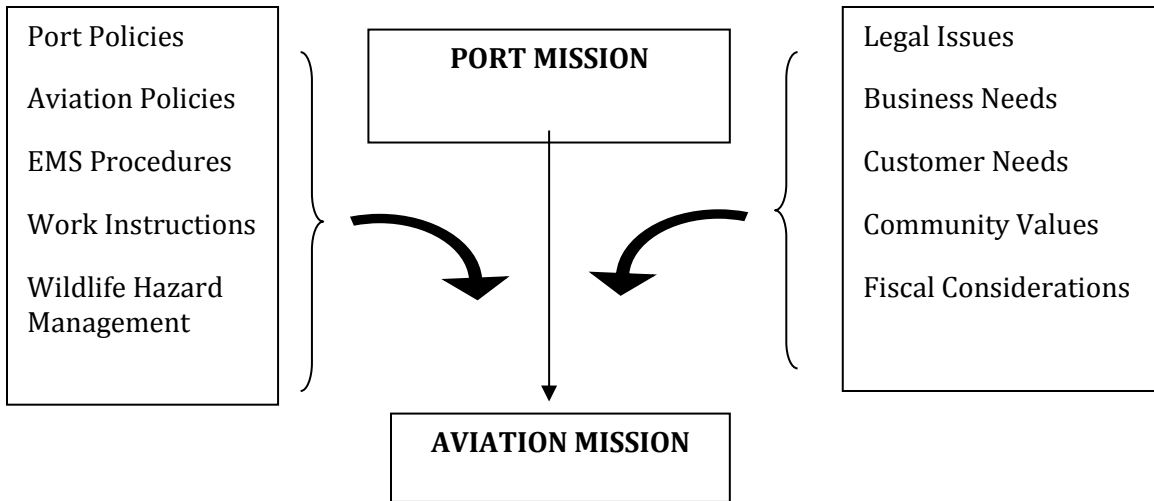 Port Policies
Aviation Policies
EMS Procedures
Work Instructions
Wildlife Hazard
Management
PORT MISSION
AVIATION MISSION
Legal Issues
Business Needs
Customer Needs
Community Values
Fiscal Considerations